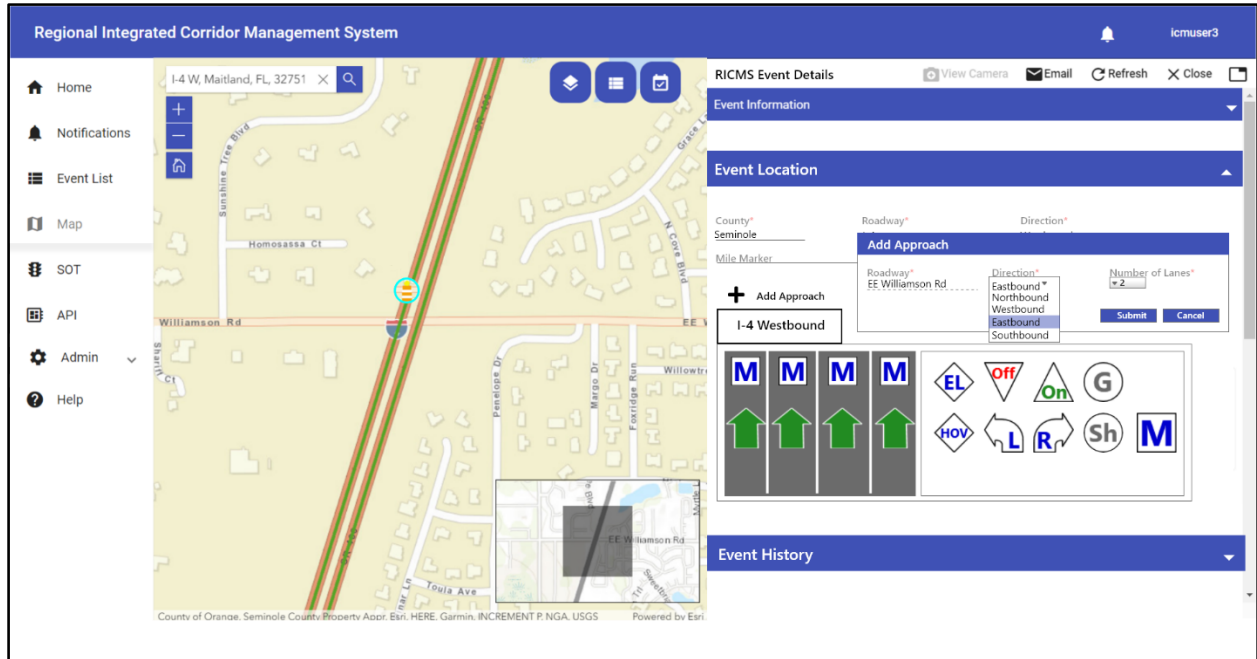 Regional Integrated Corridor Management System
icmuser3
Home
Notifications
Event List
Map
SOT
API
Admin
Help
I-4 W, Maitland, FL, 32751
Sunshine Tree Blvd
Homosassa Ct
Williamson Rd
EE W
N Cove Blvd
Penelope Dr
Margo Dr
Foxridge Run
Toula Ave
EE Williamson Rd
County of Orange, Seminole County Property Appr, Esri, HERE, Garmin, INCREMENT P, NGA, USGS
Powered by Esri
RICMS Event Details
View Camera
Email
Refresh
Close
Event Information
Event Location
County*
Roadway*
Direction*
Seminole
Mile Marker
Add Approach
Roadway*
Direction*
Number of Lanes*
EE Williamson Rd
Eastbound
2
Northbound
Westbound
Eastbound
Southbound
Submit
Cancel
Add Approach
I-4 Westbound
M M M M
EL
Off
On
G
HOV
L
R
Sh
M
Event History